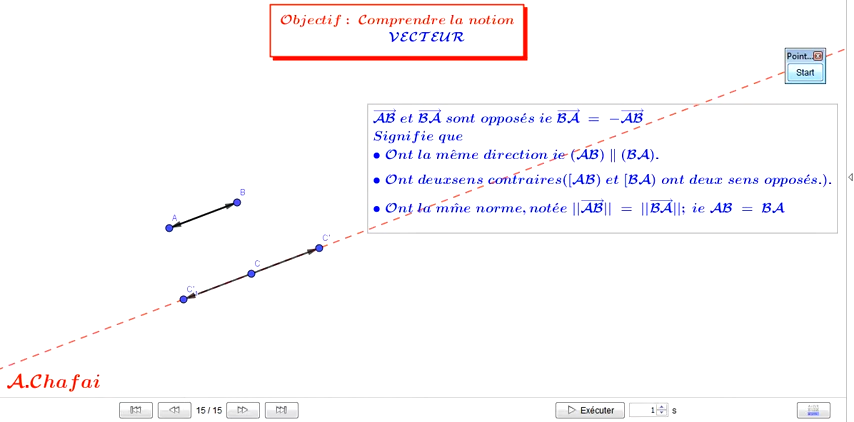 Objectif : Comprendre la notion
VECTEUR
Point...
Start
AB et BA sont opposés ie BA = −AB
Signifie que
• Ont la même direction ie (AB) ∥ (BA).
• Ont deuxsens contraires([AB) et [BA) ont deux sens opposés.).
• Ont la mîme norme, notée ||AB|| = ||BA||; ie AB = BA
B
A
C'
C
C'₁
A.Chafai
15 / 15
Exécuter
1
s